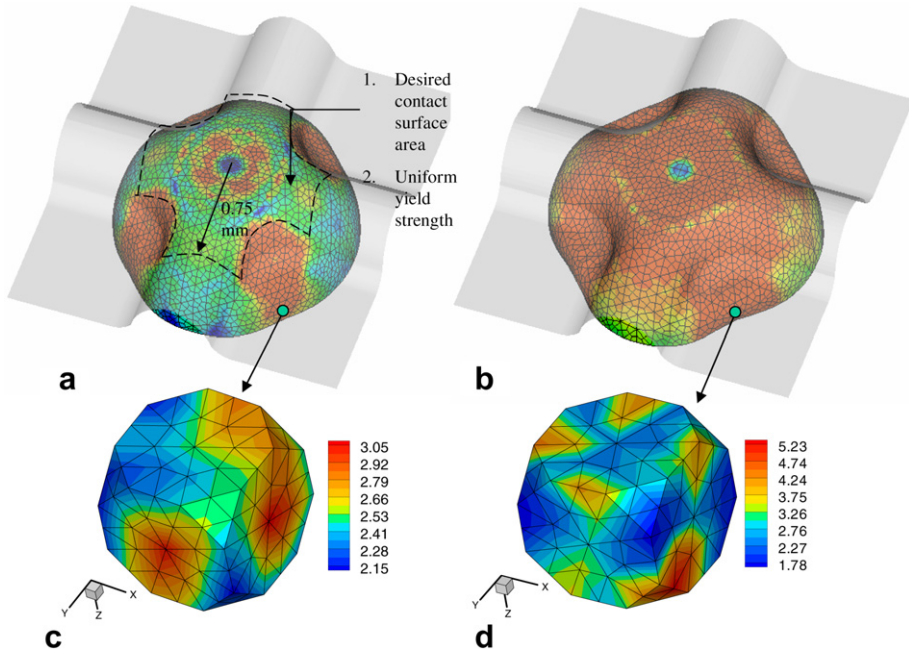 1. Desired
contact
surface
area
2. Uniform
yield
strength
0.75
mm
a
b
3.05
2.92
2.79
2.66
2.53
2.41
2.28
2.15
5.23
4.74
4.24
3.75
3.26
2.76
2.27
1.78
X
Y
Z
X
Y
Z
c
d